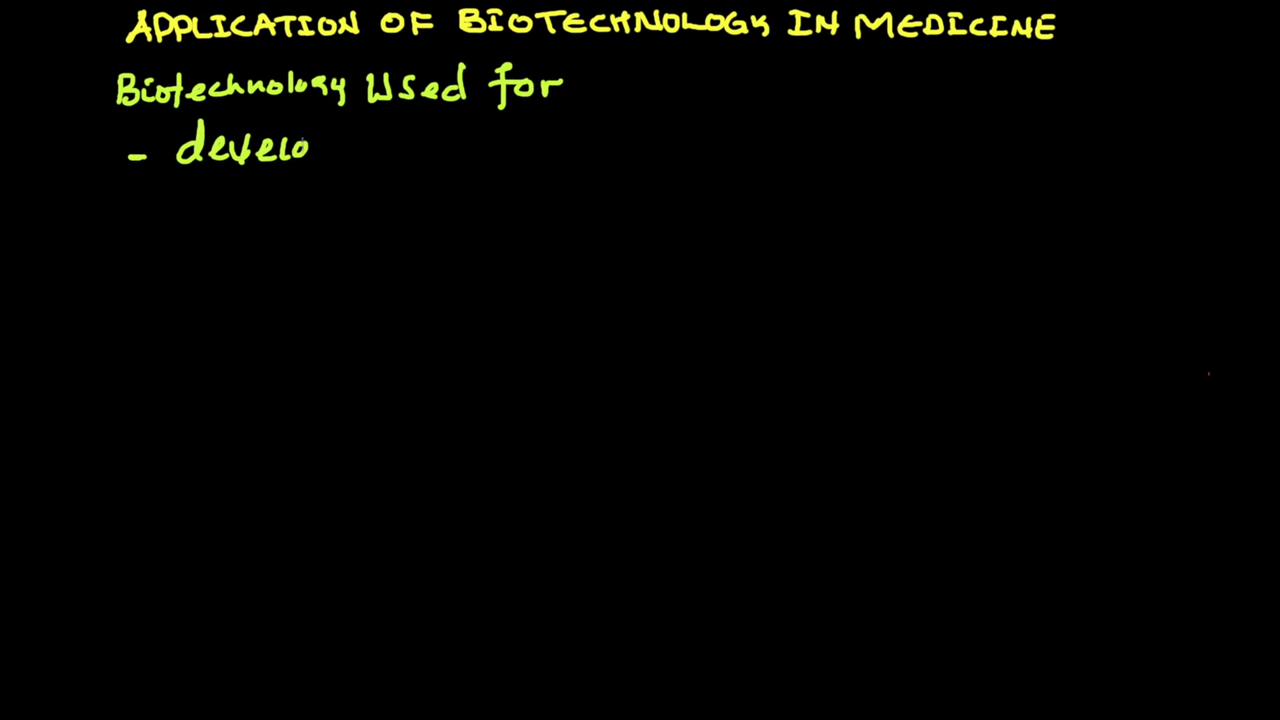 APPLICATION OF BIOTECHNOLOGY IN MEDICINE
Biotechnology Used for
- develo